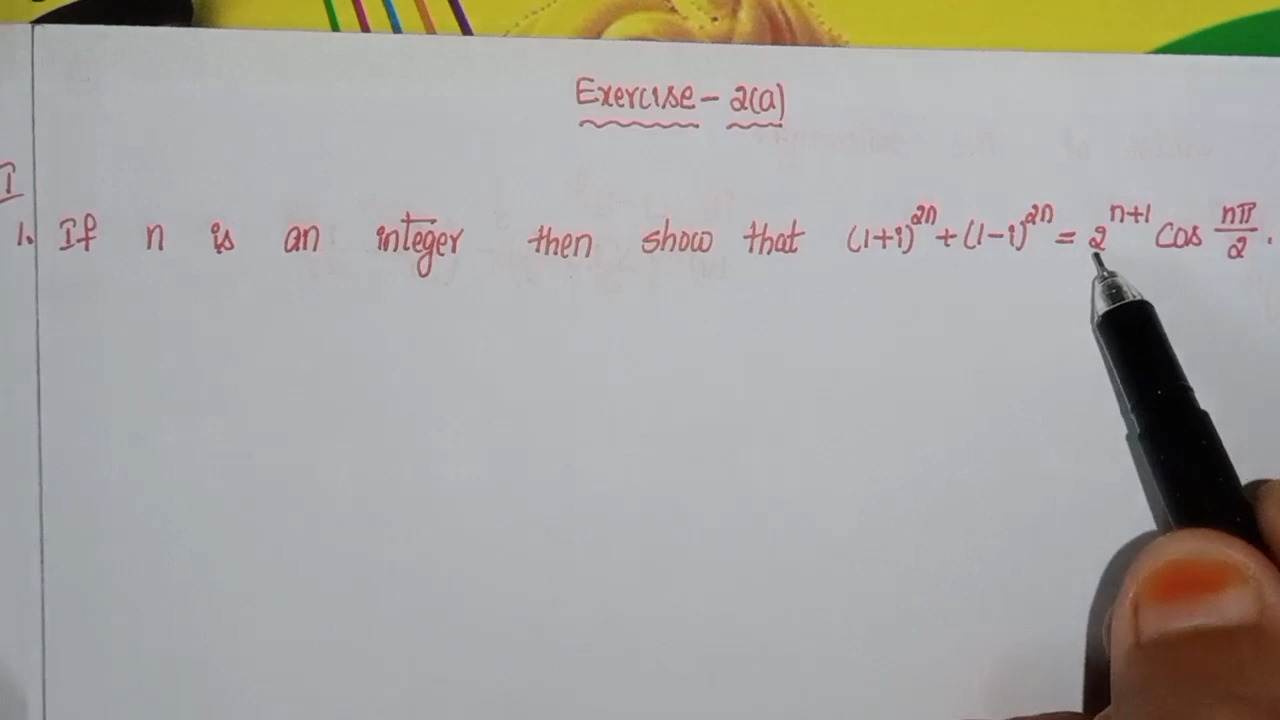 Exercise - 2(a)
I
1. If n is an integer then show that (1+i)^2n + (1-i)^2n = 2^n+1 Cos nπ/2.